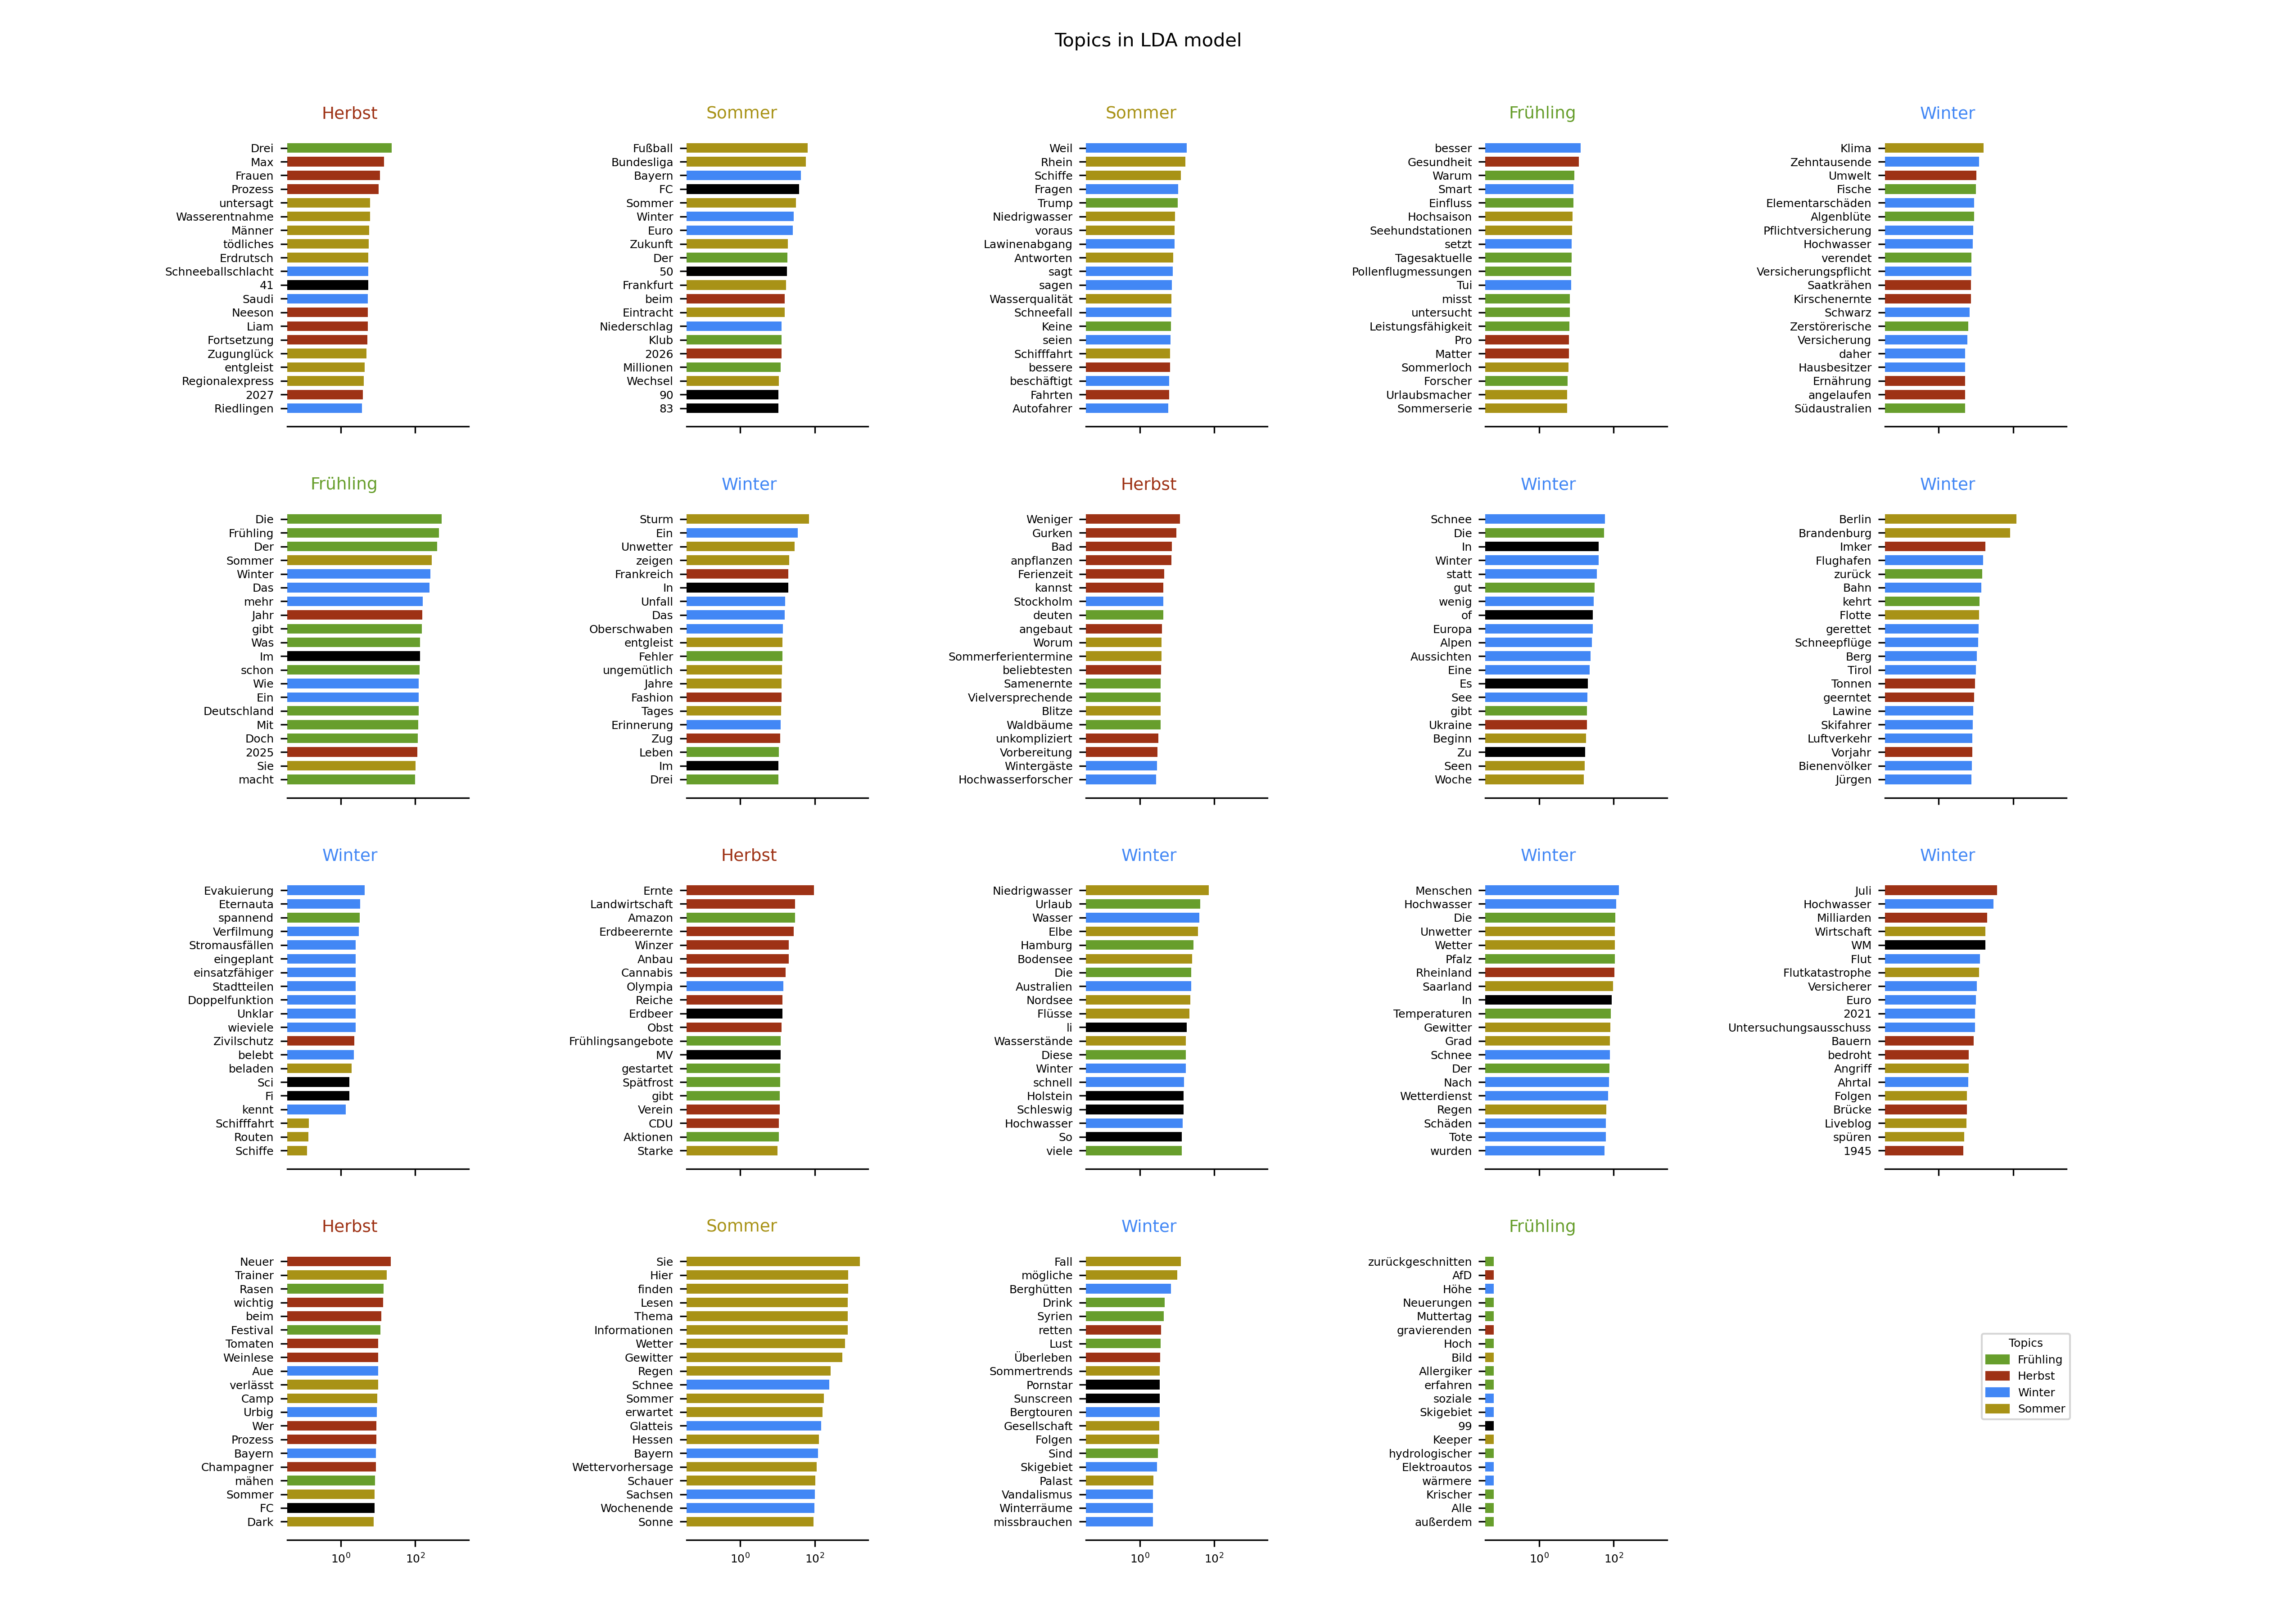 Topics in LDA model
Herbst
Drei
Max
Frauen
Prozess
untersagt
Wasserentnahme
Männer
tödliches
Erdrutsch
Schneeballschlacht
41
Saudi
Neeson
Liam
Fortsetzung
Zugunglück
entgleist
Regionalexpress
2027
Riedlingen
Sommer
Fußball
Bundesliga
Bayern
FC
Sommer
Winter
Euro
Zukunft
Der
50
Frankfurt
beim
Eintracht
Niederschlag
Klub
2026
Millionen
Wechsel
90
83
Sommer
Weil
Rhein
Schiffe
Fragen
Trump
Niedrigwasser
voraus
Lawinenabgang
Antworten
sagt
sagen
Wasserqualität
Schneefall
Keine
seien
Schifffahrt
bessere
beschäftigt
Fahrten
Autofahrer
Frühling
besser
Gesundheit
Warum
Smart
Einfluss
Hochsaison
Seehundstationen
setzt
Tagesaktuelle
Pollenflugmessungen
Tui
misst
untersucht
Leistungsfähigkeit
Pro
Matter
Sommerloch
Forscher
Urlaubsmacher
Sommerserie
Winter
Klima
Zehntausende
Umwelt
Fische
Elementarschäden
Algenblüte
Pflichtversicherung
Hochwasser
verendet
Versicherungspflicht
Saatkrähen
Kirschenernte
Schwarz
Zerstörerische
Versicherung
daher
Hausbesitzer
Ernährung
angelaufen
Südaustralien
Frühling
Die
Frühling
Der
Sommer
Winter
Das
mehr
Jahr
gibt
Was
Im
schon
Wie
Ein
Deutschland
Mit
Doch
2025
Sie
macht
Winter
Sturm
Ein
Unwetter
zeigen
Frankreich
In
Unfall
Das
Oberschwaben
entgleist
Fehler
ungemütlich
Jahre
Fashion
Tages
Erinnerung
Zug
Leben
Im
Drei
Herbst
Weniger
Gurken
Bad
anpflanzen
Ferienzeit
kannst
Stockholm
deuten
angebaut
Worum
Sommerferientermine
beliebtesten
Samenernte
Vielversprechende
Blitze
Waldbäume
unkompliziert
Vorbereitung
Wintergäste
Hochwasserforscher
Winter
Schnee
Die
In
Winter
statt
gut
wenig
of
Europa
Alpen
Aussichten
Eine
Es
See
gibt
Ukraine
Beginn
Zu
Seen
Woche
Winter
Berlin
Brandenburg
Imker
Flughafen
zurück
Bahn
kehrt
Flotte
gerettet
Schneepflüge
Berg
Tirol
Tonnen
geerntet
Lawine
Skifahrer
Luftverkehr
Vorjahr
Bienenvölker
Jürgen
Winter
Evakuierung
Eternauta
spannend
Verfilmung
Stromausfällen
eingeplant
einsatzfähiger
Stadtteilen
Doppelfunktion
Unklar
wieviele
Zivilschutz
belebt
beladen
Sci
Fi
kennt
Schifffahrt
Routen
Schiffe
Herbst
Ernte
Landwirtschaft
Amazon
Erdbeerernte
Winzer
Anbau
Cannabis
Olympia
Reiche
Erdbeer
Obst
Frühlingsangebote
MV
gestartet
Spätfrost
gibt
Verein
CDU
Aktionen
Starke
Winter
Niedrigwasser
Urlaub
Wasser
Elbe
Hamburg
Bodensee
Die
Australien
Nordsee
Flüsse
li
Wasserstände
Diese
Winter
schnell
Holstein
Schleswig
Hochwasser
So
viele
Winter
Menschen
Hochwasser
Die
Unwetter
Wetter
Pfalz
Rheinland
Saarland
In
Temperaturen
Gewitter
Grad
Schnee
Der
Nach
Wetterdienst
Regen
Schäden
Tote
wurden
Winter
Juli
Hochwasser
Milliarden
Wirtschaft
WM
Flut
Flutkatastrophe
Versicherer
Euro
2021
Untersuchungsausschuss
Bauern
bedroht
Angriff
Ahrtal
Folgen
Brücke
Liveblog
spüren
1945
Herbst
Neuer
Trainer
Rasen
wichtig
beim
Festival
Tomaten
Weinlese
Aue
verlässt
Camp
Urbig
Wer
Prozess
Bayern
Champagner
mähen
Sommer
FC
Dark
10⁰ 10²
Sommer
Sie
Hier
finden
Lesen
Thema
Informationen
Wetter
Gewitter
Regen
Schnee
Sommer
erwartet
Glatteis
Hessen
Bayern
Wettervorhersage
Schauer
Sachsen
Wochenende
Sonne
10⁰ 10²
Winter
Fall
mögliche
Berghütten
Drink
Syrien
retten
Lust
Überleben
Sommertrends
Pornstar
Sunscreen
Bergtouren
Gesellschaft
Folgen
Sind
Skigebiet
Palast
Vandalismus
Winterräume
missbrauchen
10⁰ 10²
Frühling
zurückgeschnitten
AfD
Höhe
Neuerungen
Muttertag
gravierenden
Hoch
Bild
Allergiker
erfahren
soziale
Skigebiet
99
Keeper
hydrologischer
Elektroautos
wärmere
Krischer
Alle
außerdem
10⁰ 10²
Topics
Frühling
Herbst
Winter
Sommer